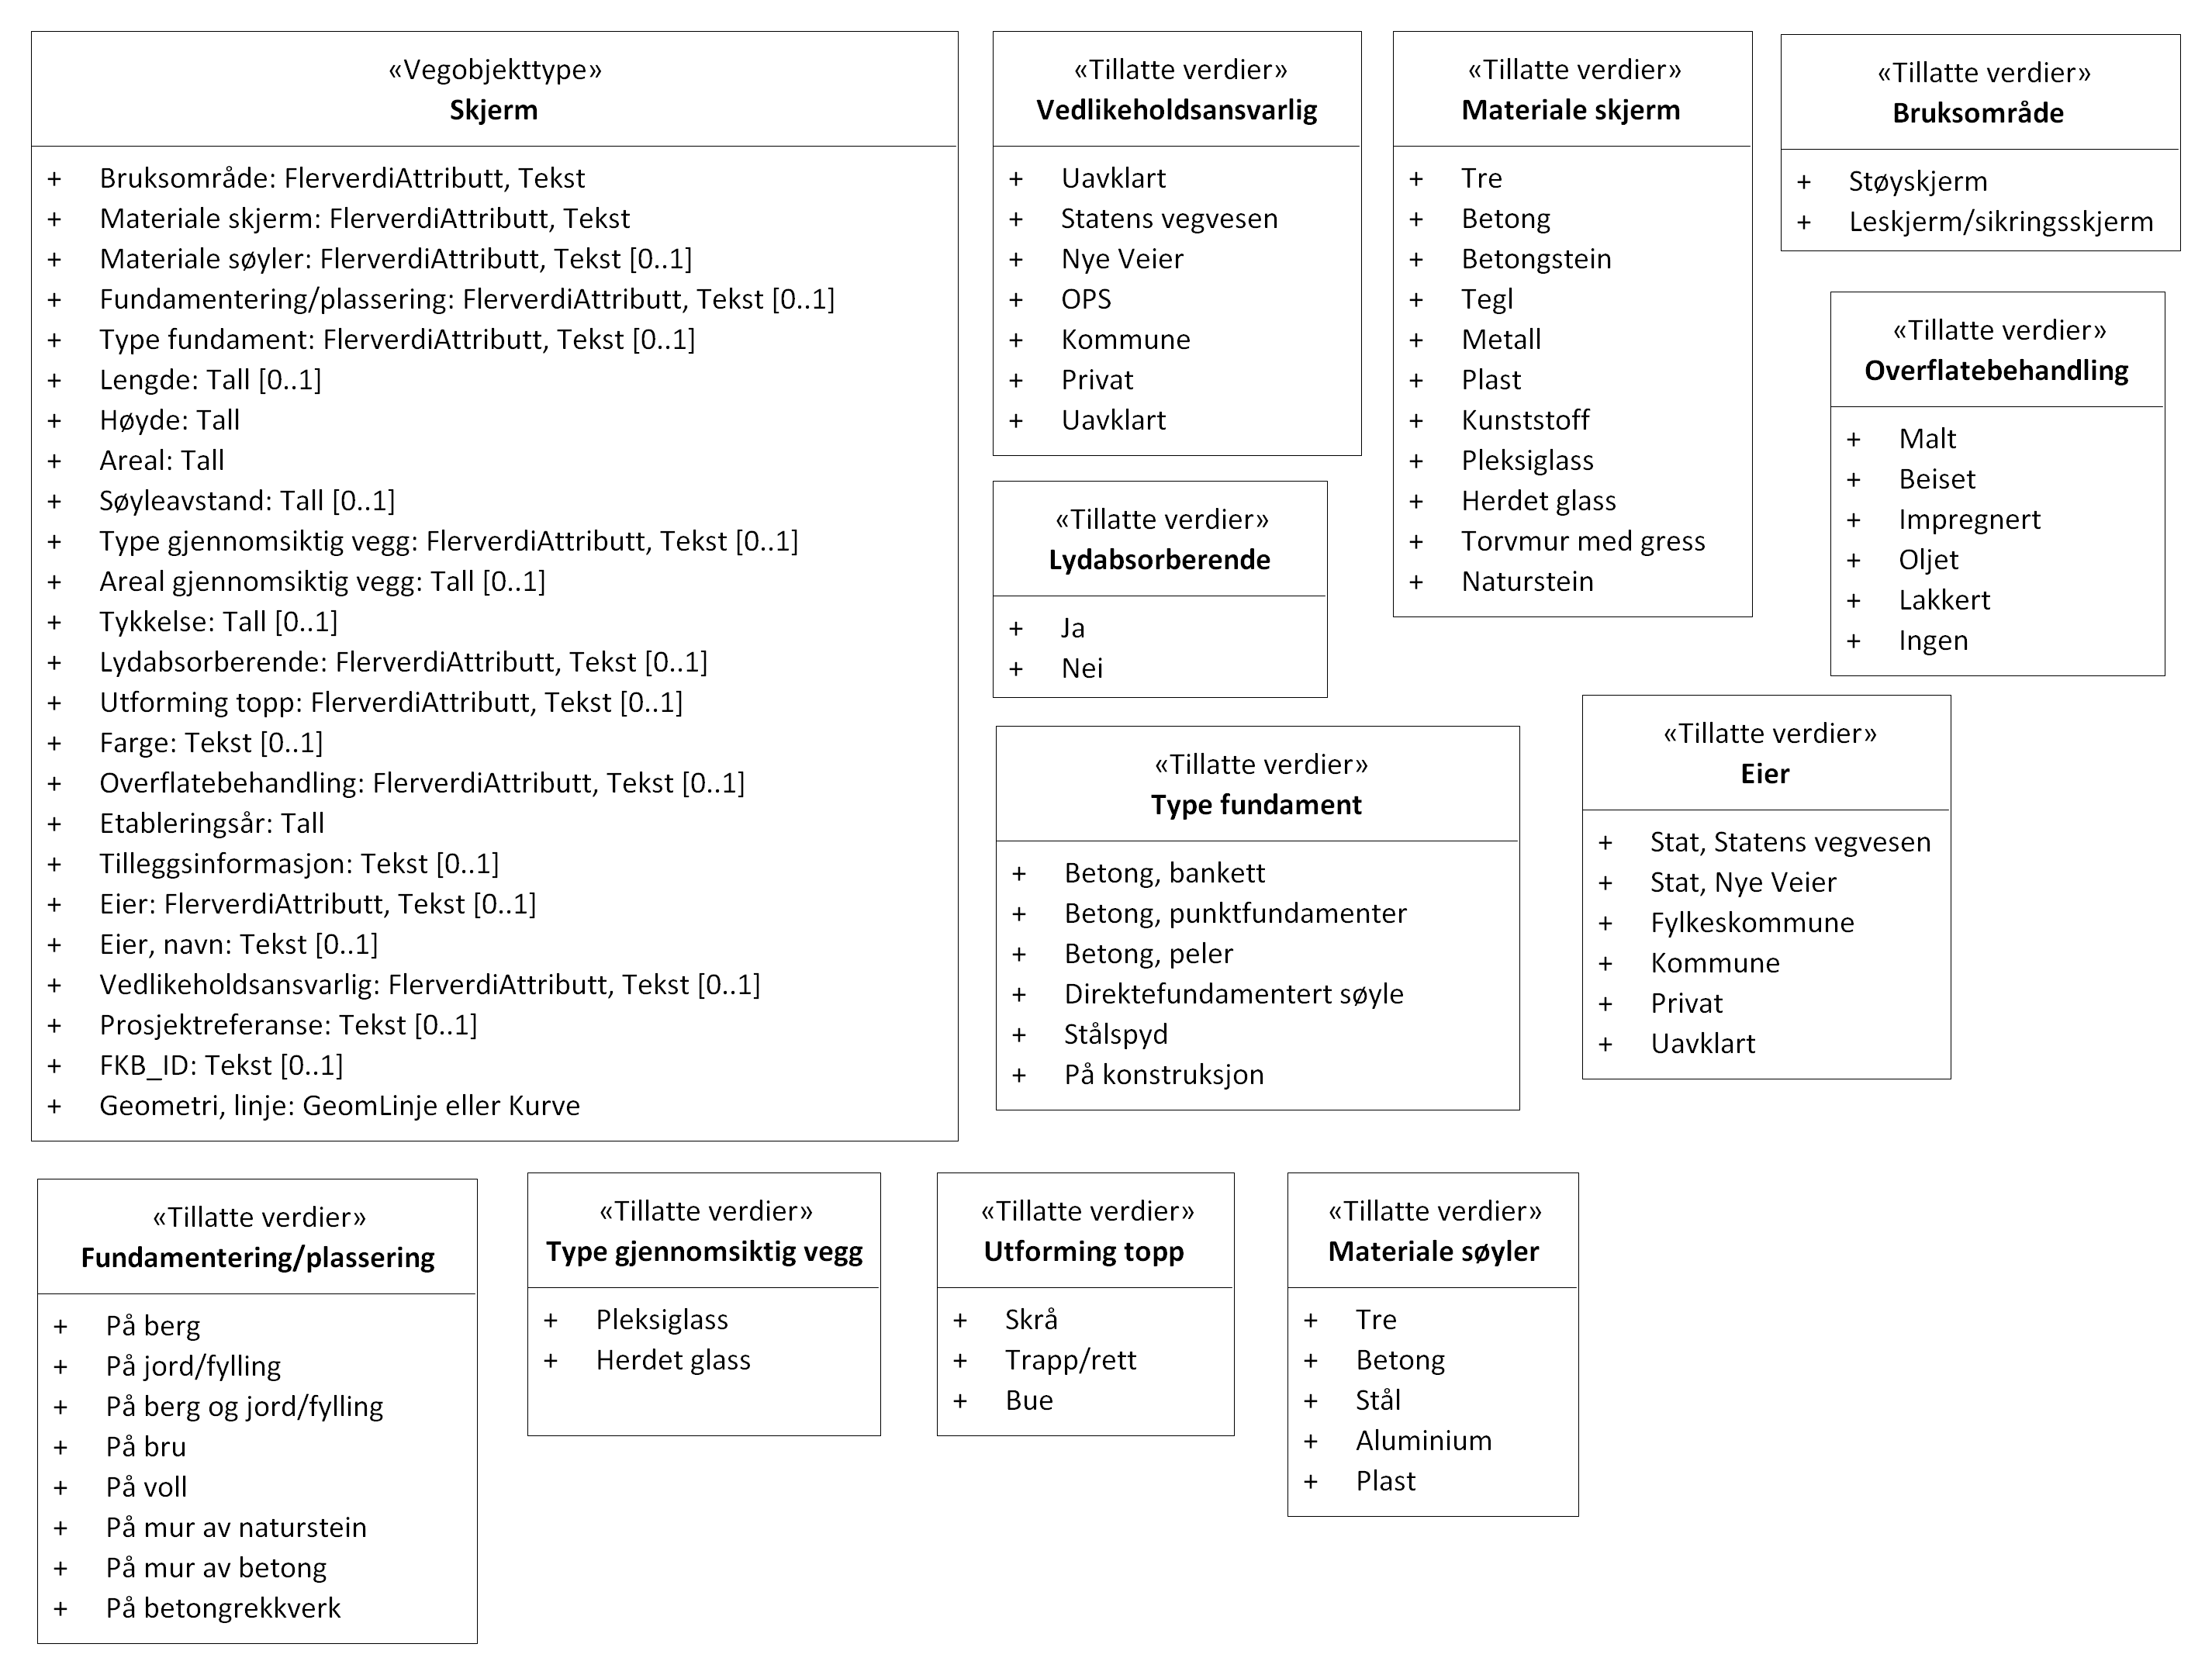 «Vegobjekttype»
Skjerm
+ Bruksområde: FlerverdiAttributt, Tekst
+ Materiale skjerm: FlerverdiAttributt, Tekst
+ Materiale søyler: FlerverdiAttributt, Tekst [0..1]
+ Fundamentering/plassering: FlerverdiAttributt, Tekst [0..1]
+ Type fundament: FlerverdiAttributt, Tekst [0..1]
+ Lengde: Tall [0..1]
+ Høyde: Tall
+ Areal: Tall
+ Søyleavstand: Tall [0..1]
+ Type gjennomsiktig vegg: FlerverdiAttributt, Tekst [0..1]
+ Areal gjennomsiktig vegg: Tall [0..1]
+ Tykkelse: Tall [0..1]
+ Lydabsorberende: FlerverdiAttributt, Tekst [0..1]
+ Utforming topp: FlerverdiAttributt, Tekst [0..1]
+ Farge: Tekst [0..1]
+ Overflatebehandling: FlerverdiAttributt, Tekst [0..1]
+ Etableringsår: Tall
+ Tilleggsinformasjon: Tekst [0..1]
+ Eier: FlerverdiAttributt, Tekst [0..1]
+ Eier, navn: Tekst [0..1]
+ Vedlikeholdsansvarlig: FlerverdiAttributt, Tekst [0..1]
+ Prosjektreferanse: Tekst [0..1]
+ FKB_ID: Tekst [0..1]
+ Geometri, linje: GeomLinje eller Kurve
«Tillatte verdier»
Vedlikeholdsansvarlig
+ Uavklart
+ Statens vegvesen
+ Nye Veier
+ OPS
+ Kommune
+ Privat
+ Uavklart
«Tillatte verdier»
Materiale skjerm
+ Tre
+ Betong
+ Betongstein
+ Tegl
+ Metall
+ Plast
+ Kunststoff
+ Pleksiglass
+ Herdet glass
+ Torvmur med gress
+ Naturstein
«Tillatte verdier»
Bruksområde
+ Støyskjerm
+ Leskjerm/sikringsskjerm
«Tillatte verdier»
Overflatebehandling
+ Malt
+ Beiset
+ Impregnert
+ Oljet
+ Lakkert
+ Ingen
«Tillatte verdier»
Lydabsorberende
+ Ja
+ Nei
«Tillatte verdier»
Type fundament
+ Betong, bankett
+ Betong, punktfundamenter
+ Betong, peler
+ Direktefundamentert søyle
+ Stålspyd
+ På konstruksjon
«Tillatte verdier»
Eier
+ Stat, Statens vegvesen
+ Stat, Nye Veier
+ Fylkeskommune
+ Kommune
+ Privat
+ Uavklart
«Tillatte verdier»
Fundamentering/plassering
+ På berg
+ På jord/fylling
+ På berg og jord/fylling
+ På bru
+ På voll
+ På mur av naturstein
+ På mur av betong
+ På betongrekkverk
«Tillatte verdier»
Type gjennomsiktig vegg
+ Pleksiglass
+ Herdet glass
«Tillatte verdier»
Utforming topp
+ Skrå
+ Trapp/rett
+ Bue
«Tillatte verdier»
Materiale søyler
+ Tre
+ Betong
+ Stål
+ Aluminium
+ Plast